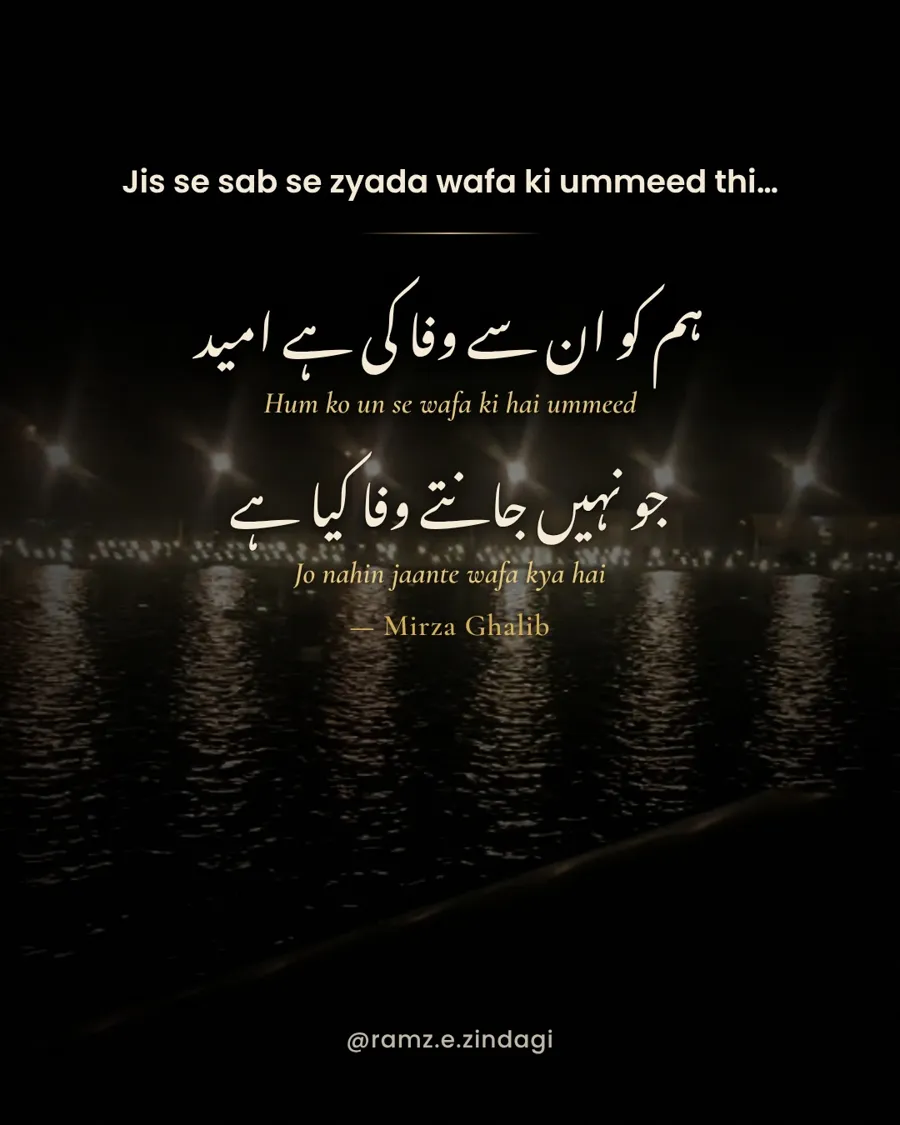 Jis se sab se zyada wafa ki ummeed thi...
ہم کو ان سے وفا کی ہے امید
Hum ko un se wafa ki hai ummeed
جو نہیں جانتے وفا کیا ہے
Jo nahin jaante wafa kya hai
— Mirza Ghalib
@ramz.e.zindagi